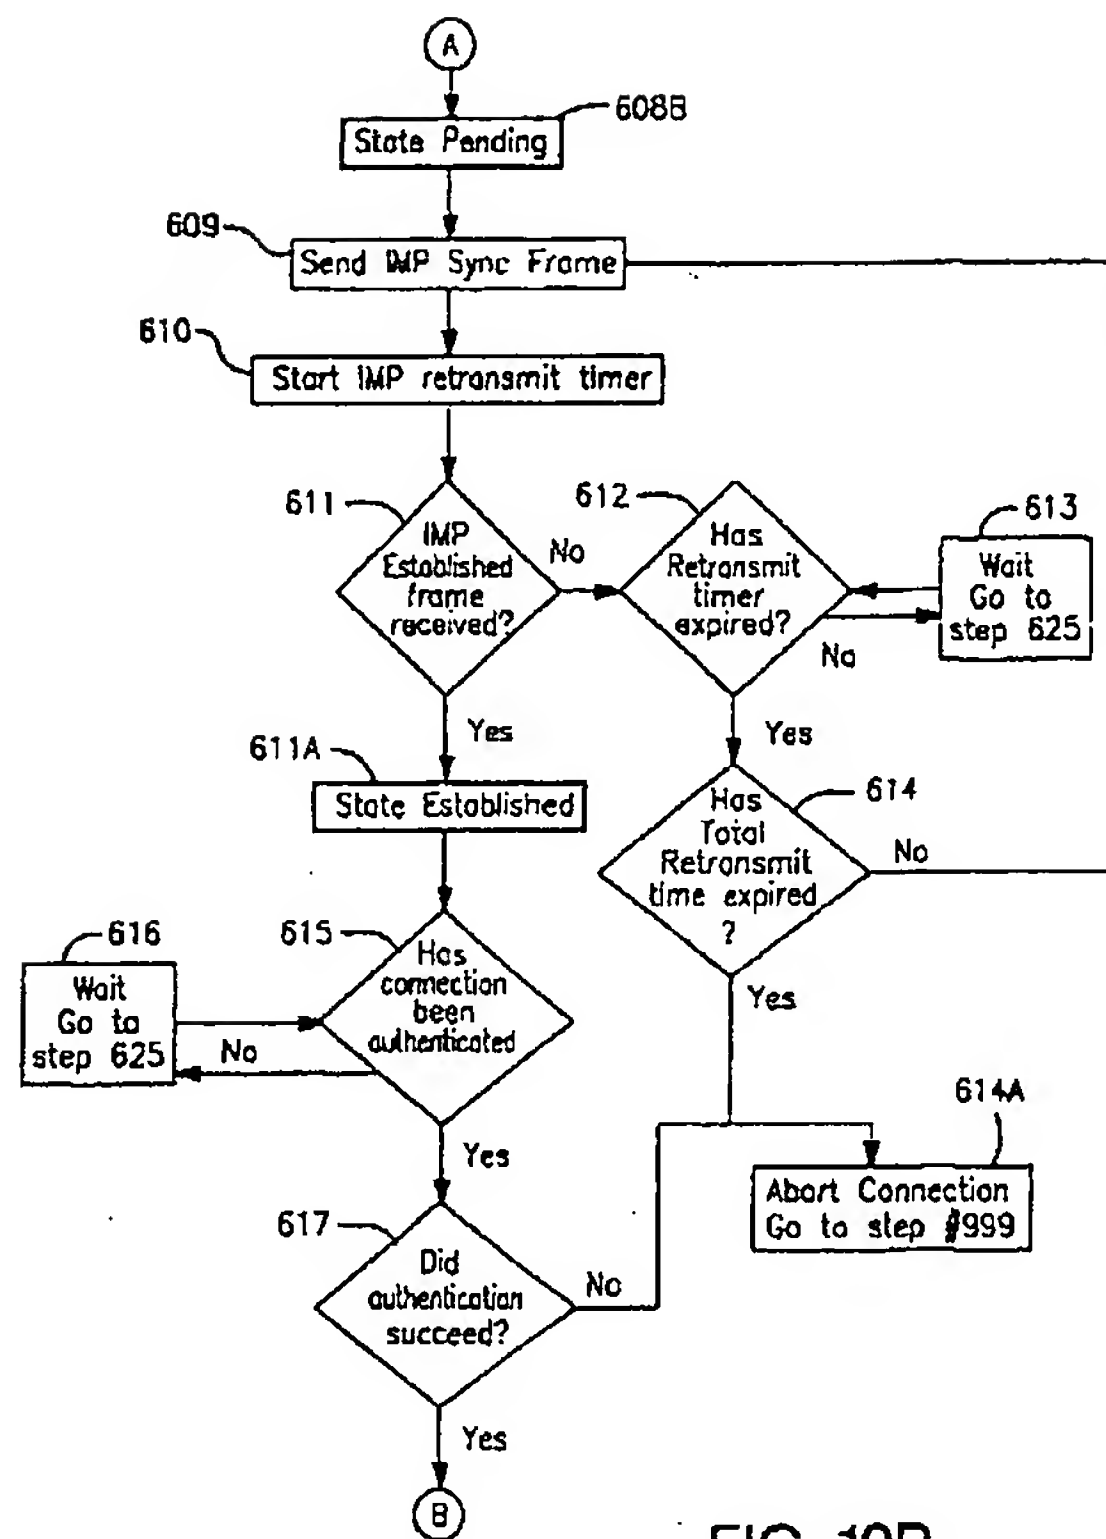 A
608B
State Pending
609
Send IMP Sync Frame
610
Start IMP retransmit timer
611
IMP
Established
frame
received?
No
612
Has
Retransmit
timer
expired?
No
613
Wait
Go to
step 625
Yes
Yes
611A
State Established
614
Has
Total
Retransmit
time expired
?
No
616
Wait
Go to
step 625
615
Has
connection
been
authenticated
No
Yes
Yes
614A
Abort Connection
Go to step #999
617
Did
authentication
succeed?
No
Yes
B